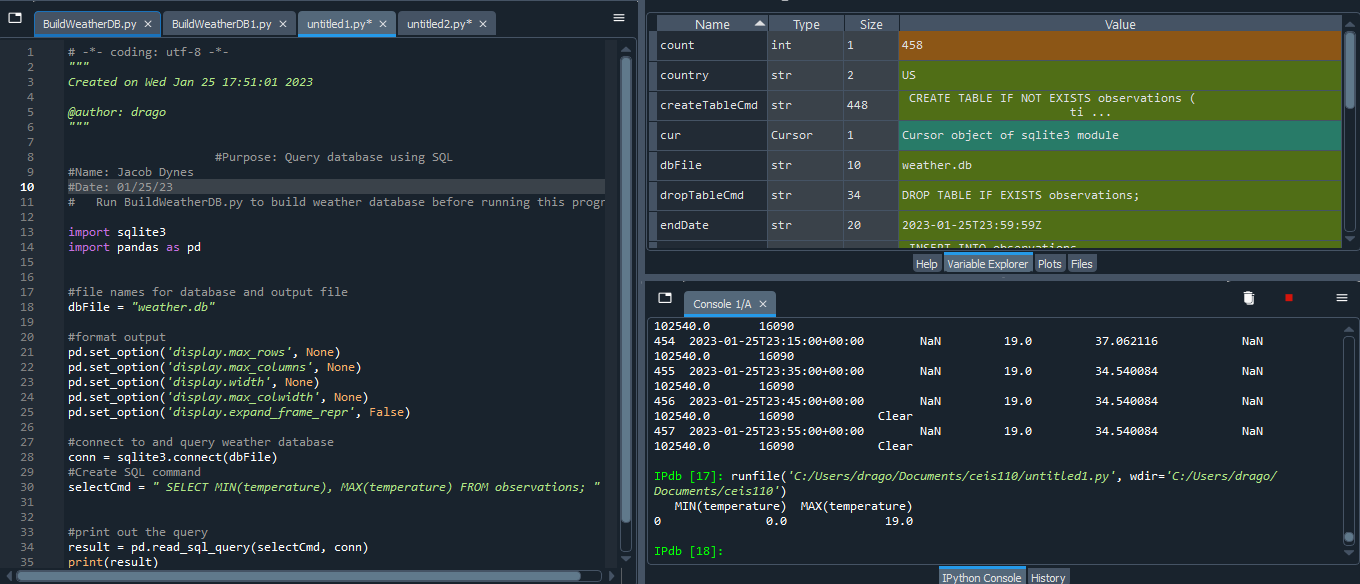 BuildWeatherDB.py
BuildWeatherDB1.py
untitled1.py*
untitled2.py*
1 # -*- coding: utf-8 -*-
2 """
3 Created on Wed Jan 25 17:51:01 2023
4
5 @author: drago
6 """
7
8 #Purpose: Query database using SQL
9 #Name: Jacob Dynes
10 #Date: 01/25/23
11 #   Run BuildWeatherDB.py to build weather database before running this progr
12
13 import sqlite3
14 import pandas as pd
15
16
17 #file names for database and output file
18 dbFile = "weather.db"
19
20 #format output
21 pd.set_option('display.max_rows', None)
22 pd.set_option('display.max_columns', None)
23 pd.set_option('display.width', None)
24 pd.set_option('display.max_colwidth', None)
25 pd.set_option('display.expand_frame_repr', False)
26
27 #connect to and query weather database
28 conn = sqlite3.connect(dbFile)
29 #Create SQL command
30 selectCmd = " SELECT MIN(temperature), MAX(temperature) FROM observations; "
31
32
33 #print out the query
34 result = pd.read_sql_query(selectCmd, conn)
35 print(result)
Name Type Size Value
count int 1 458
country str 2 US
createTableCmd str 448 CREATE TABLE IF NOT EXISTS observations (
ti ...
cur Cursor 1 Cursor object of sqlite3 module
dbFile str 10 weather.db
dropTableCmd str 34 DROP TABLE IF EXISTS observations;
endDate str 20 2023-01-25T23:59:59Z
INSERT INTO observations
Help Variable Explorer Plots Files
Console 1/A
102540.0 16090
454 2023-01-25T23:15:00+00:00 NaN 19.0 37.062116 NaN
102540.0 16090
455 2023-01-25T23:35:00+00:00 NaN 19.0 34.540084 NaN
102540.0 16090
456 2023-01-25T23:45:00+00:00 NaN 19.0 34.540084 NaN
102540.0 16090 Clear
457 2023-01-25T23:55:00+00:00 NaN 19.0 34.540084 NaN
102540.0 16090 Clear
IPdb [17]: runfile('C:/Users/drago/Documents/ceis110/untitled1.py', wdir='C:/Users/drago/
Documents/ceis110')
MIN(temperature) MAX(temperature)
0 0.0 19.0
IPdb [18]:
IPython Console History